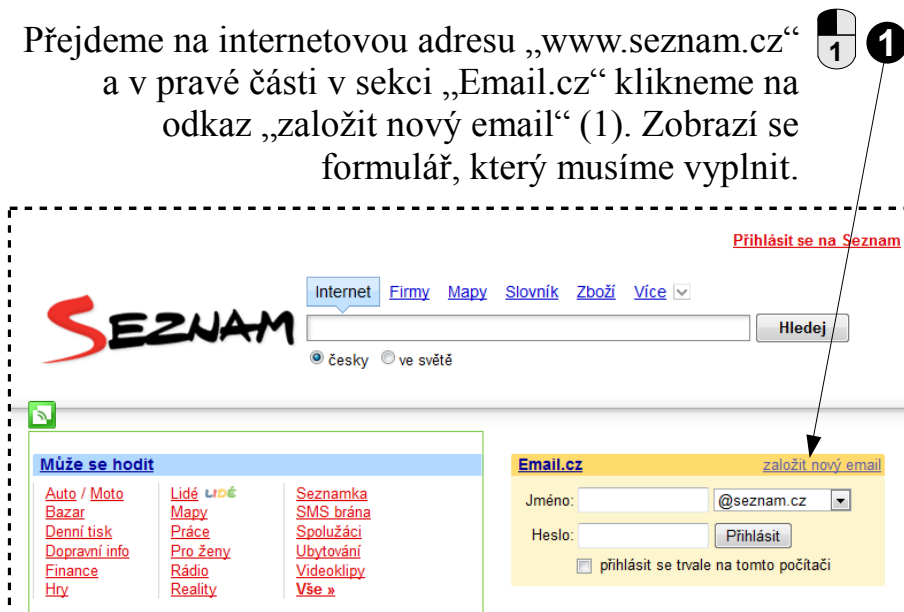 Přejdeme na internetovou adresu „www.seznam.cz“ 1 1
a v pravé části v sekci „Email.cz“ klikneme na
odkaz „založit nový email“ (1). Zobrazí se
formulář, který musíme vyplnit.
Přihlásit se na Seznam
Internet Firmy Mapy Slovník Zboží Více
SEZNAM
Hledej
česky ve světě
Může se hodit
Auto / Moto
Bazar
Denní tisk
Dopravní info
Finance
Hry
Lidé LIDÉ
Mapy
Práce
Pro ženy
Rádio
Reality
Seznamka
SMS brána
Spolužáci
Ubytování
Videoklipy
Vše »
Email.cz založit nový email
Jméno: @seznam.cz
Heslo: Přihlásit
přihlásit se trvale na tomto počítači